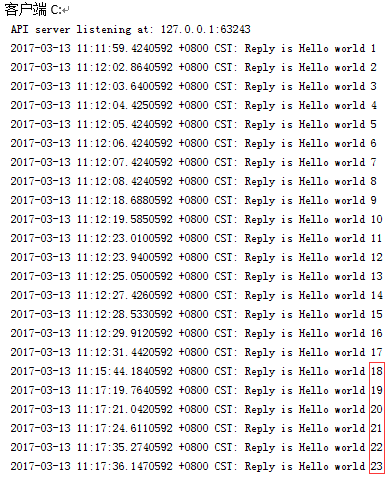 客户端 C:
API server listening at: 127.0.0.1:63243
2017-03-13 11:11:59.4240592 +0800 CST: Reply is Hello world 1
2017-03-13 11:12:02.8640592 +0800 CST: Reply is Hello world 2
2017-03-13 11:12:03.6400592 +0800 CST: Reply is Hello world 3
2017-03-13 11:12:04.4250592 +0800 CST: Reply is Hello world 4
2017-03-13 11:12:05.4240592 +0800 CST: Reply is Hello world 5
2017-03-13 11:12:06.4240592 +0800 CST: Reply is Hello world 6
2017-03-13 11:12:07.4240592 +0800 CST: Reply is Hello world 7
2017-03-13 11:12:08.4240592 +0800 CST: Reply is Hello world 8
2017-03-13 11:12:18.6880592 +0800 CST: Reply is Hello world 9
2017-03-13 11:12:19.5850592 +0800 CST: Reply is Hello world 10
2017-03-13 11:12:23.0100592 +0800 CST: Reply is Hello world 11
2017-03-13 11:12:23.9400592 +0800 CST: Reply is Hello world 12
2017-03-13 11:12:25.0500592 +0800 CST: Reply is Hello world 13
2017-03-13 11:12:27.4260592 +0800 CST: Reply is Hello world 14
2017-03-13 11:12:28.5330592 +0800 CST: Reply is Hello world 15
2017-03-13 11:12:29.9120592 +0800 CST: Reply is Hello world 16
2017-03-13 11:12:31.4420592 +0800 CST: Reply is Hello world 17
2017-03-13 11:15:44.1840592 +0800 CST: Reply is Hello world 18
2017-03-13 11:17:19.7640592 +0800 CST: Reply is Hello world 19
2017-03-13 11:17:21.0420592 +0800 CST: Reply is Hello world 20
2017-03-13 11:17:24.6110592 +0800 CST: Reply is Hello world 21
2017-03-13 11:17:35.2740592 +0800 CST: Reply is Hello world 22
2017-03-13 11:17:36.1470592 +0800 CST: Reply is Hello world 23